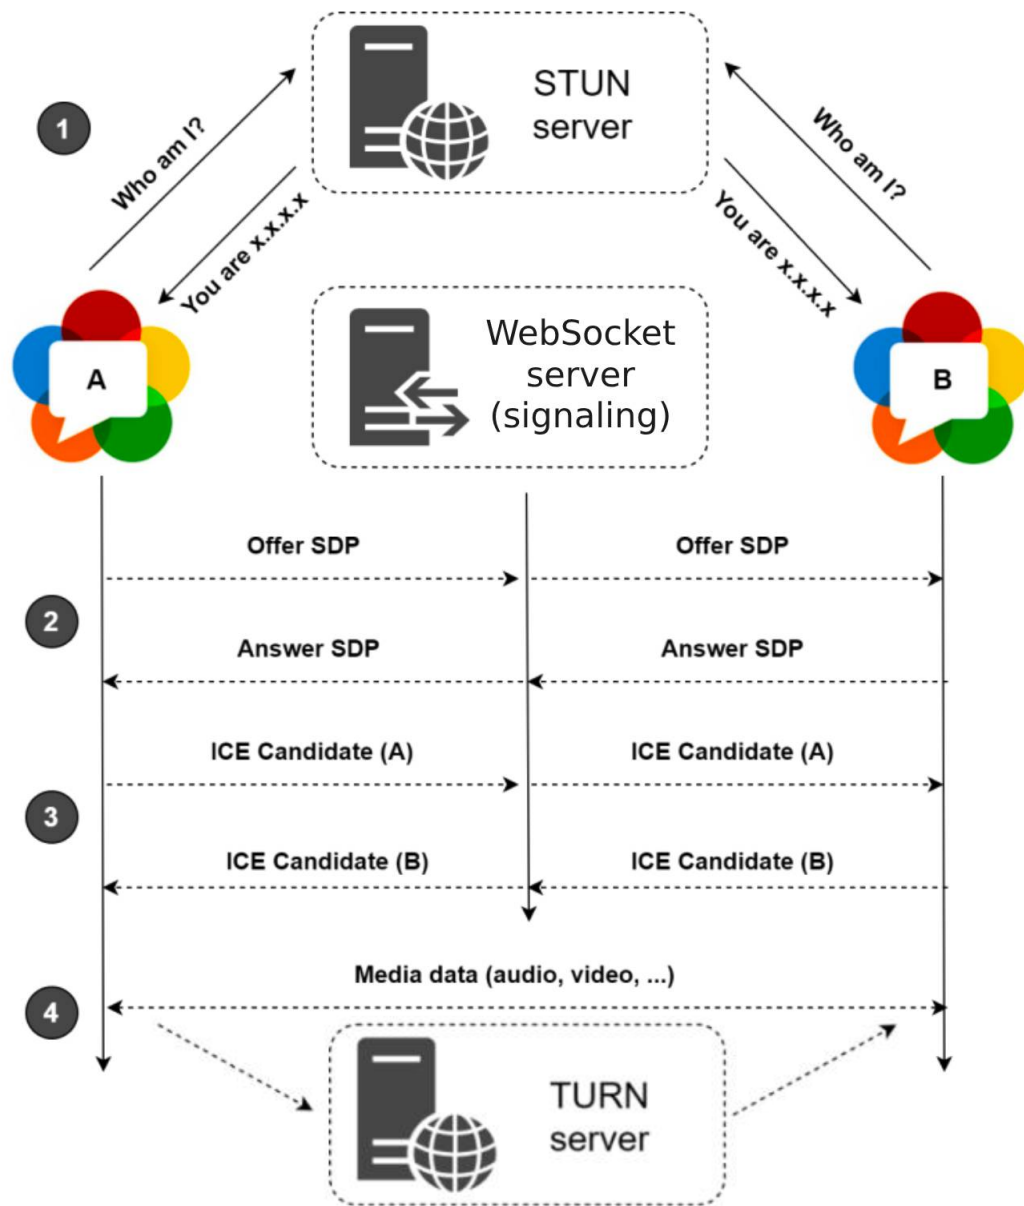 STUN
server
1
Who am I?
Who am I?
You are x.x.x.x
You are x.x.x.x
WebSocket
server
(signaling)
A
B
Offer SDP
Offer SDP
2
Answer SDP
Answer SDP
ICE Candidate (A)
ICE Candidate (A)
3
ICE Candidate (B)
ICE Candidate (B)
Media data (audio, video, ...)
4
TURN
server